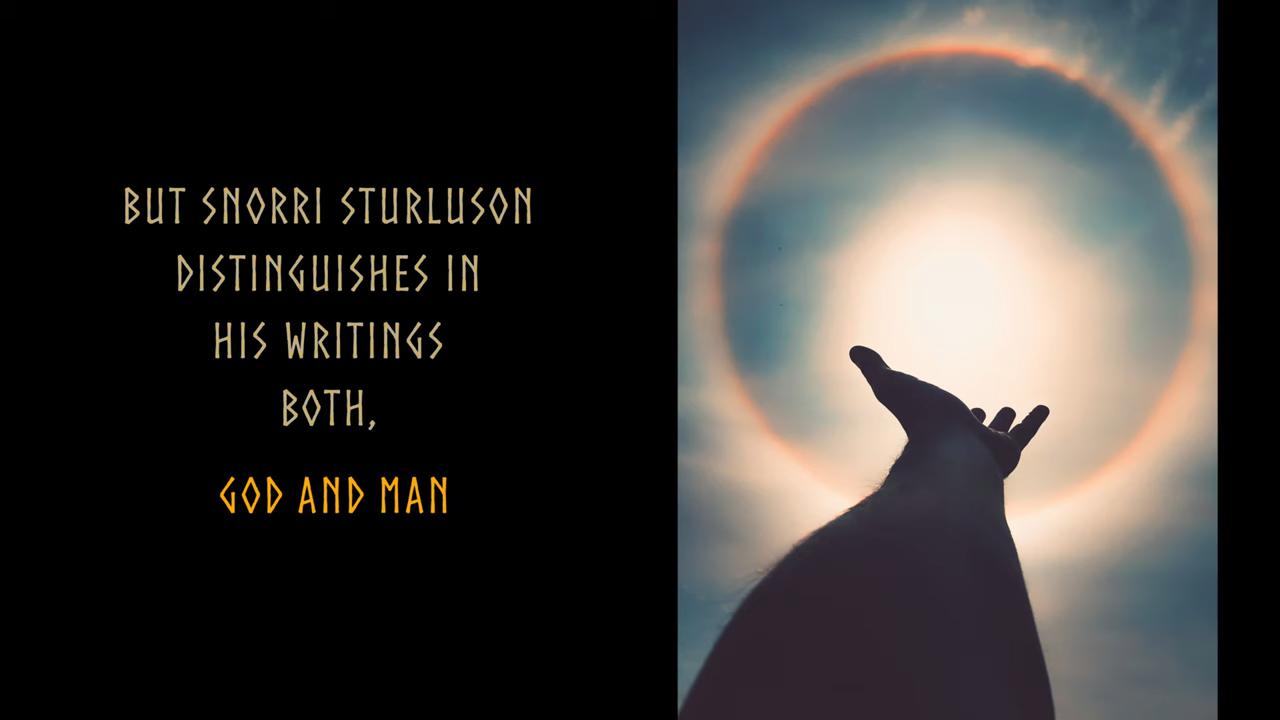 BUT SNORRI STURLUSON
DISTINGUISHES IN
HIS WRITINGS
BOTH,
GOD AND MAN